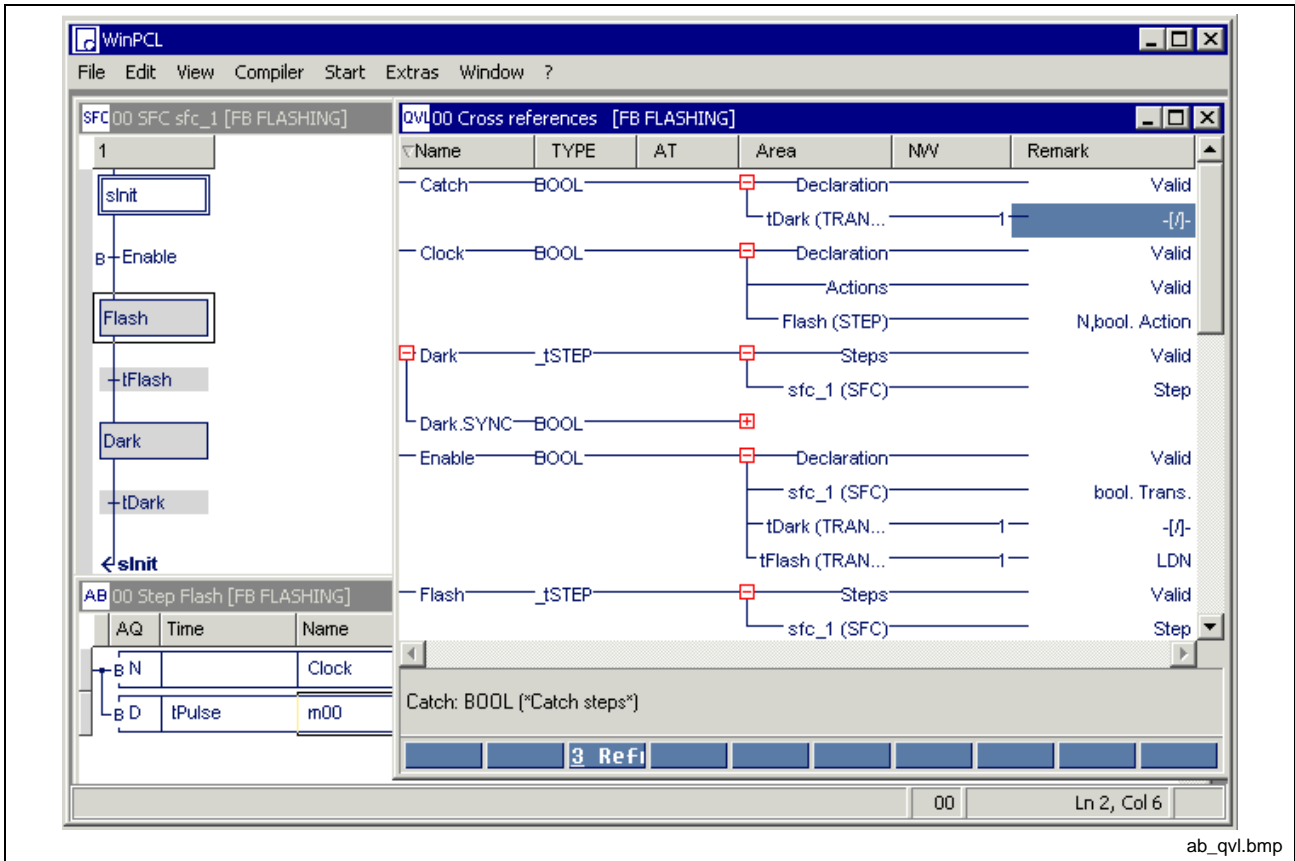 WinPCL
File Edit View Compiler Start Extras Window ?
SFC 00 SFC sfc_1 [FB FLASHING]
1
sInit
B Enable
Flash
tFlash
Dark
tDark
sInit
AB 00 Step Flash [FB FLASHING]
AQ Time Name
B N Clock
B D tPulse m00
QVL 00 Cross references [FB FLASHING]
Name TYPE AT Area NW Remark
Catch BOOL Declaration Valid
tDark (TRAN... 1 -[/]-
Clock BOOL Declaration Valid
Actions Valid
Flash (STEP) N,bool. Action
Dark _tSTEP Steps Valid
sfc_1 (SFC) Step
Dark.SYNC BOOL
Enable BOOL Declaration Valid
sfc_1 (SFC) bool. Trans.
tDark (TRAN... 1 -[/]-
tFlash (TRAN... 1 LDN
Flash _tSTEP Steps Valid
sfc_1 (SFC) Step
Catch: BOOL (*Catch steps*)
3 Refr
00 Ln 2, Col 6
ab_qvl.bmp